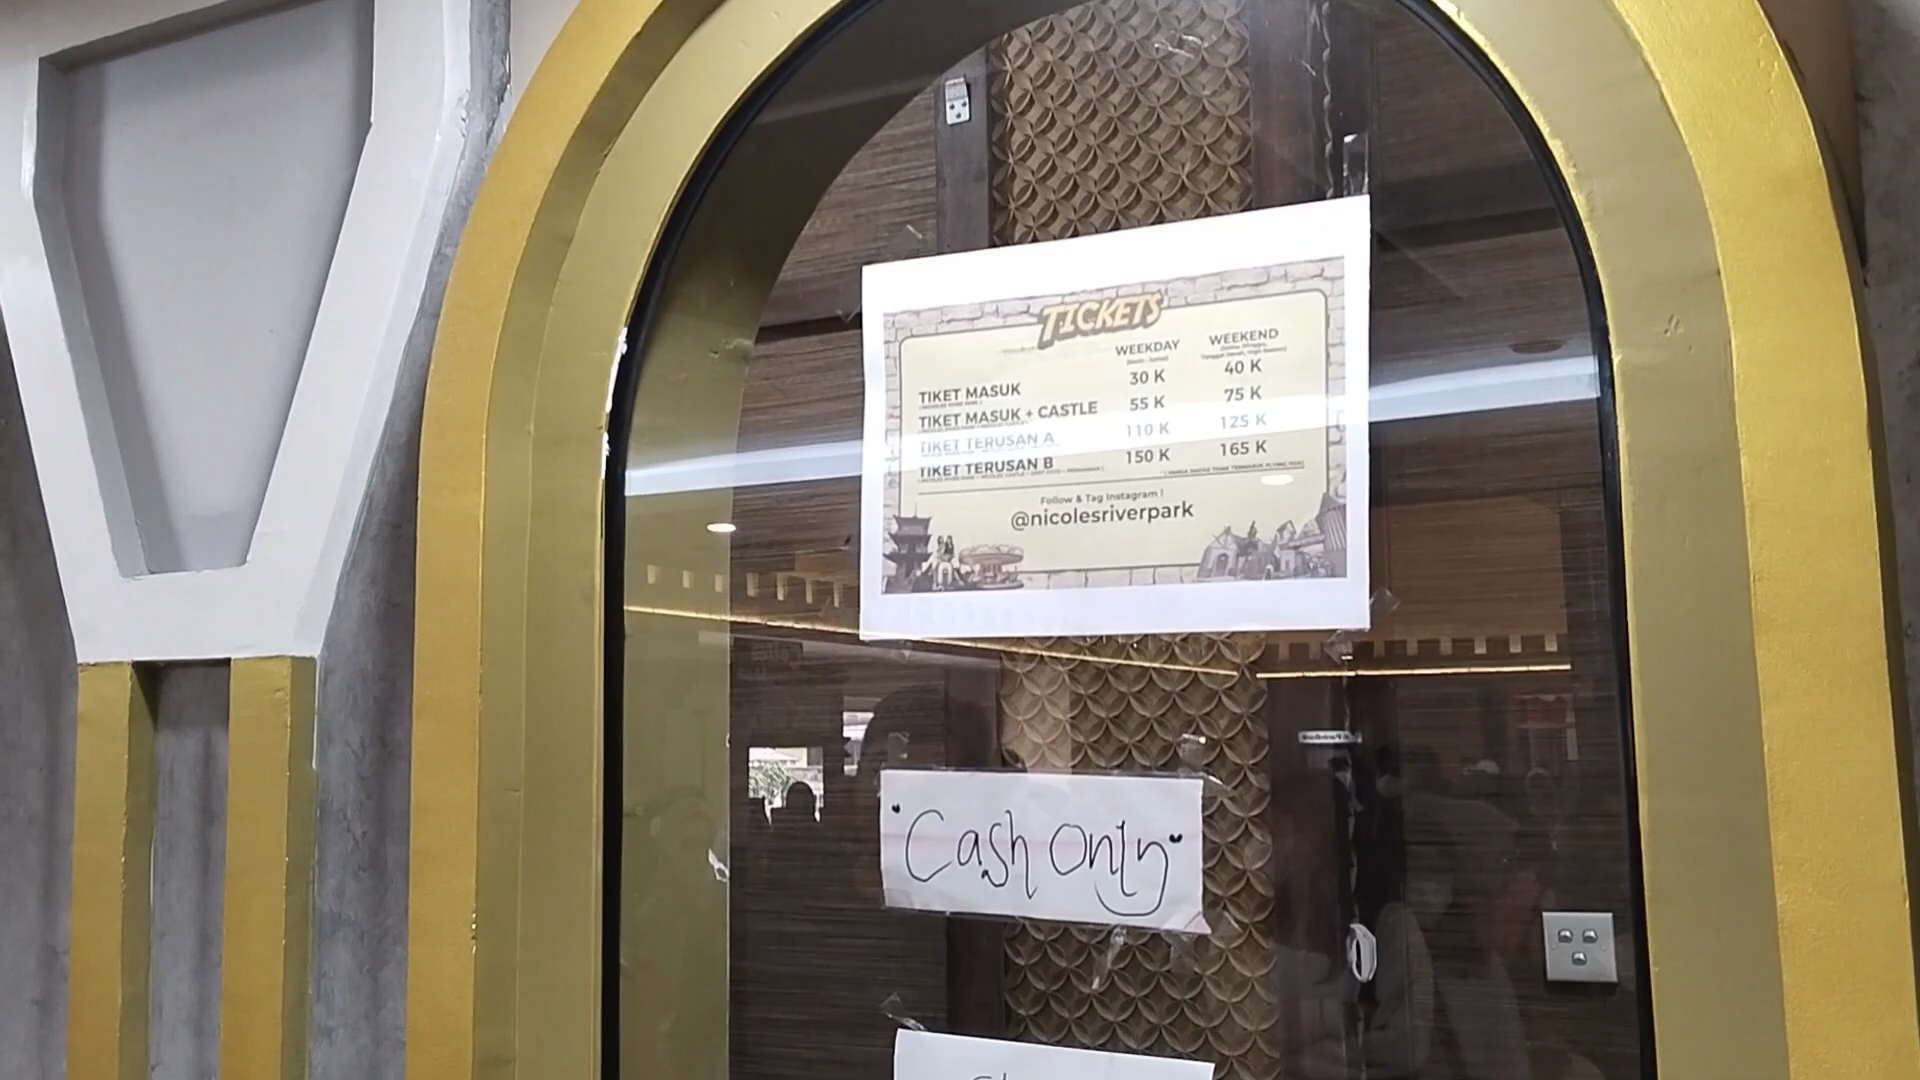 TICKETS
WEEKDAY WEEKEND
TIKET MASUK 30 K 40 K
TIKET MASUK + CASTLE 55 K 75 K
TIKET TERUSAN A 110 K 125 K
TIKET TERUSAN B 150 K 165 K
Follow & Tag Instagram !
@nicolesriverpark
"Cash Only"